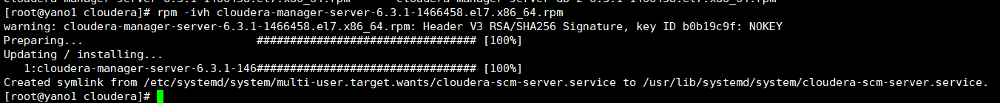 [root@yano1 cloudera]# rpm -ivh cloudera-manager-server-6.3.1-1466458.el7.x86_64.rpm
warning: cloudera-manager-server-6.3.1-1466458.el7.x86_64.rpm: Header V3 RSA/SHA256 Signature, key ID b0b19c9f: NOKEY
Preparing...                          ################################# [100%]
Updating / installing...
   1:cloudera-manager-server-6.3.1-146################################# [100%]
Created symlink from /etc/systemd/system/multi-user.target.wants/cloudera-scm-server.service to /usr/lib/systemd/system/cloudera-scm-server.service.
[root@yano1 cloudera]#